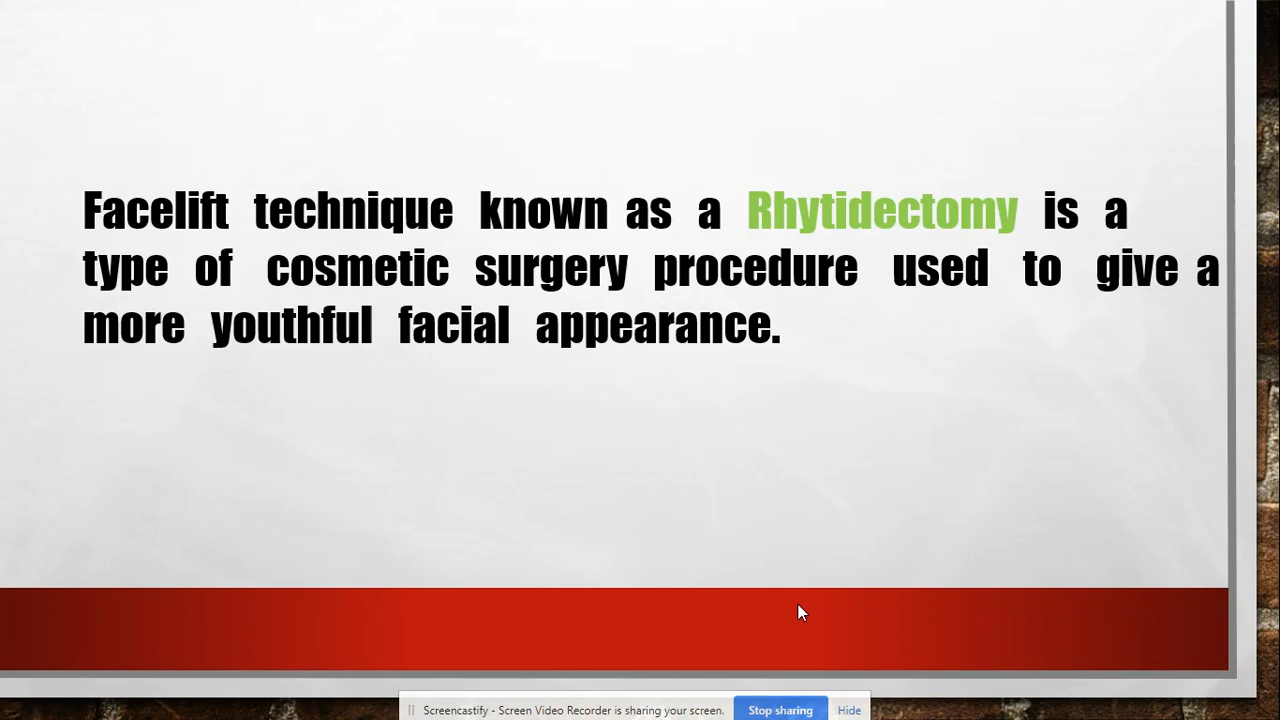 Facelift technique known as a Rhytidectomy is a
type of cosmetic surgery procedure used to give a
more youthful facial appearance.
Screencastify - Screen Video Recorder is sharing your screen. Stop sharing Hide